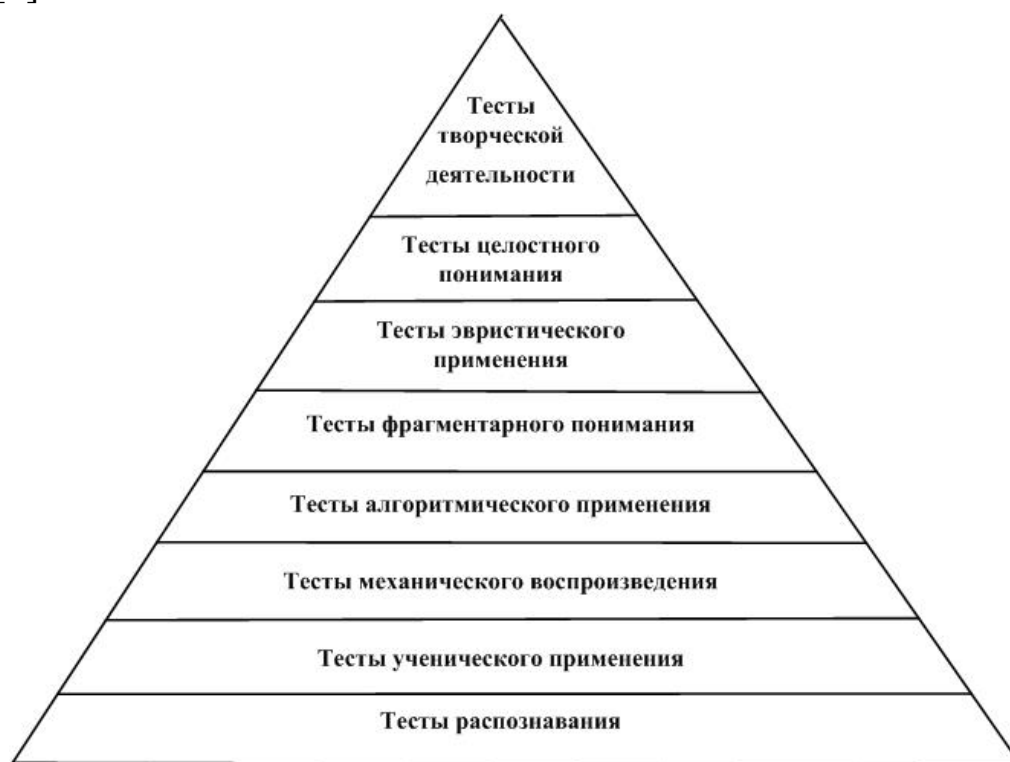 Тесты
творческой
деятельности
Тесты целостного
понимания
Тесты эвристического
применения
Тесты фрагментарного понимания
Тесты алгоритмического применения
Тесты механического воспроизведения
Тесты ученического применения
Тесты распознавания